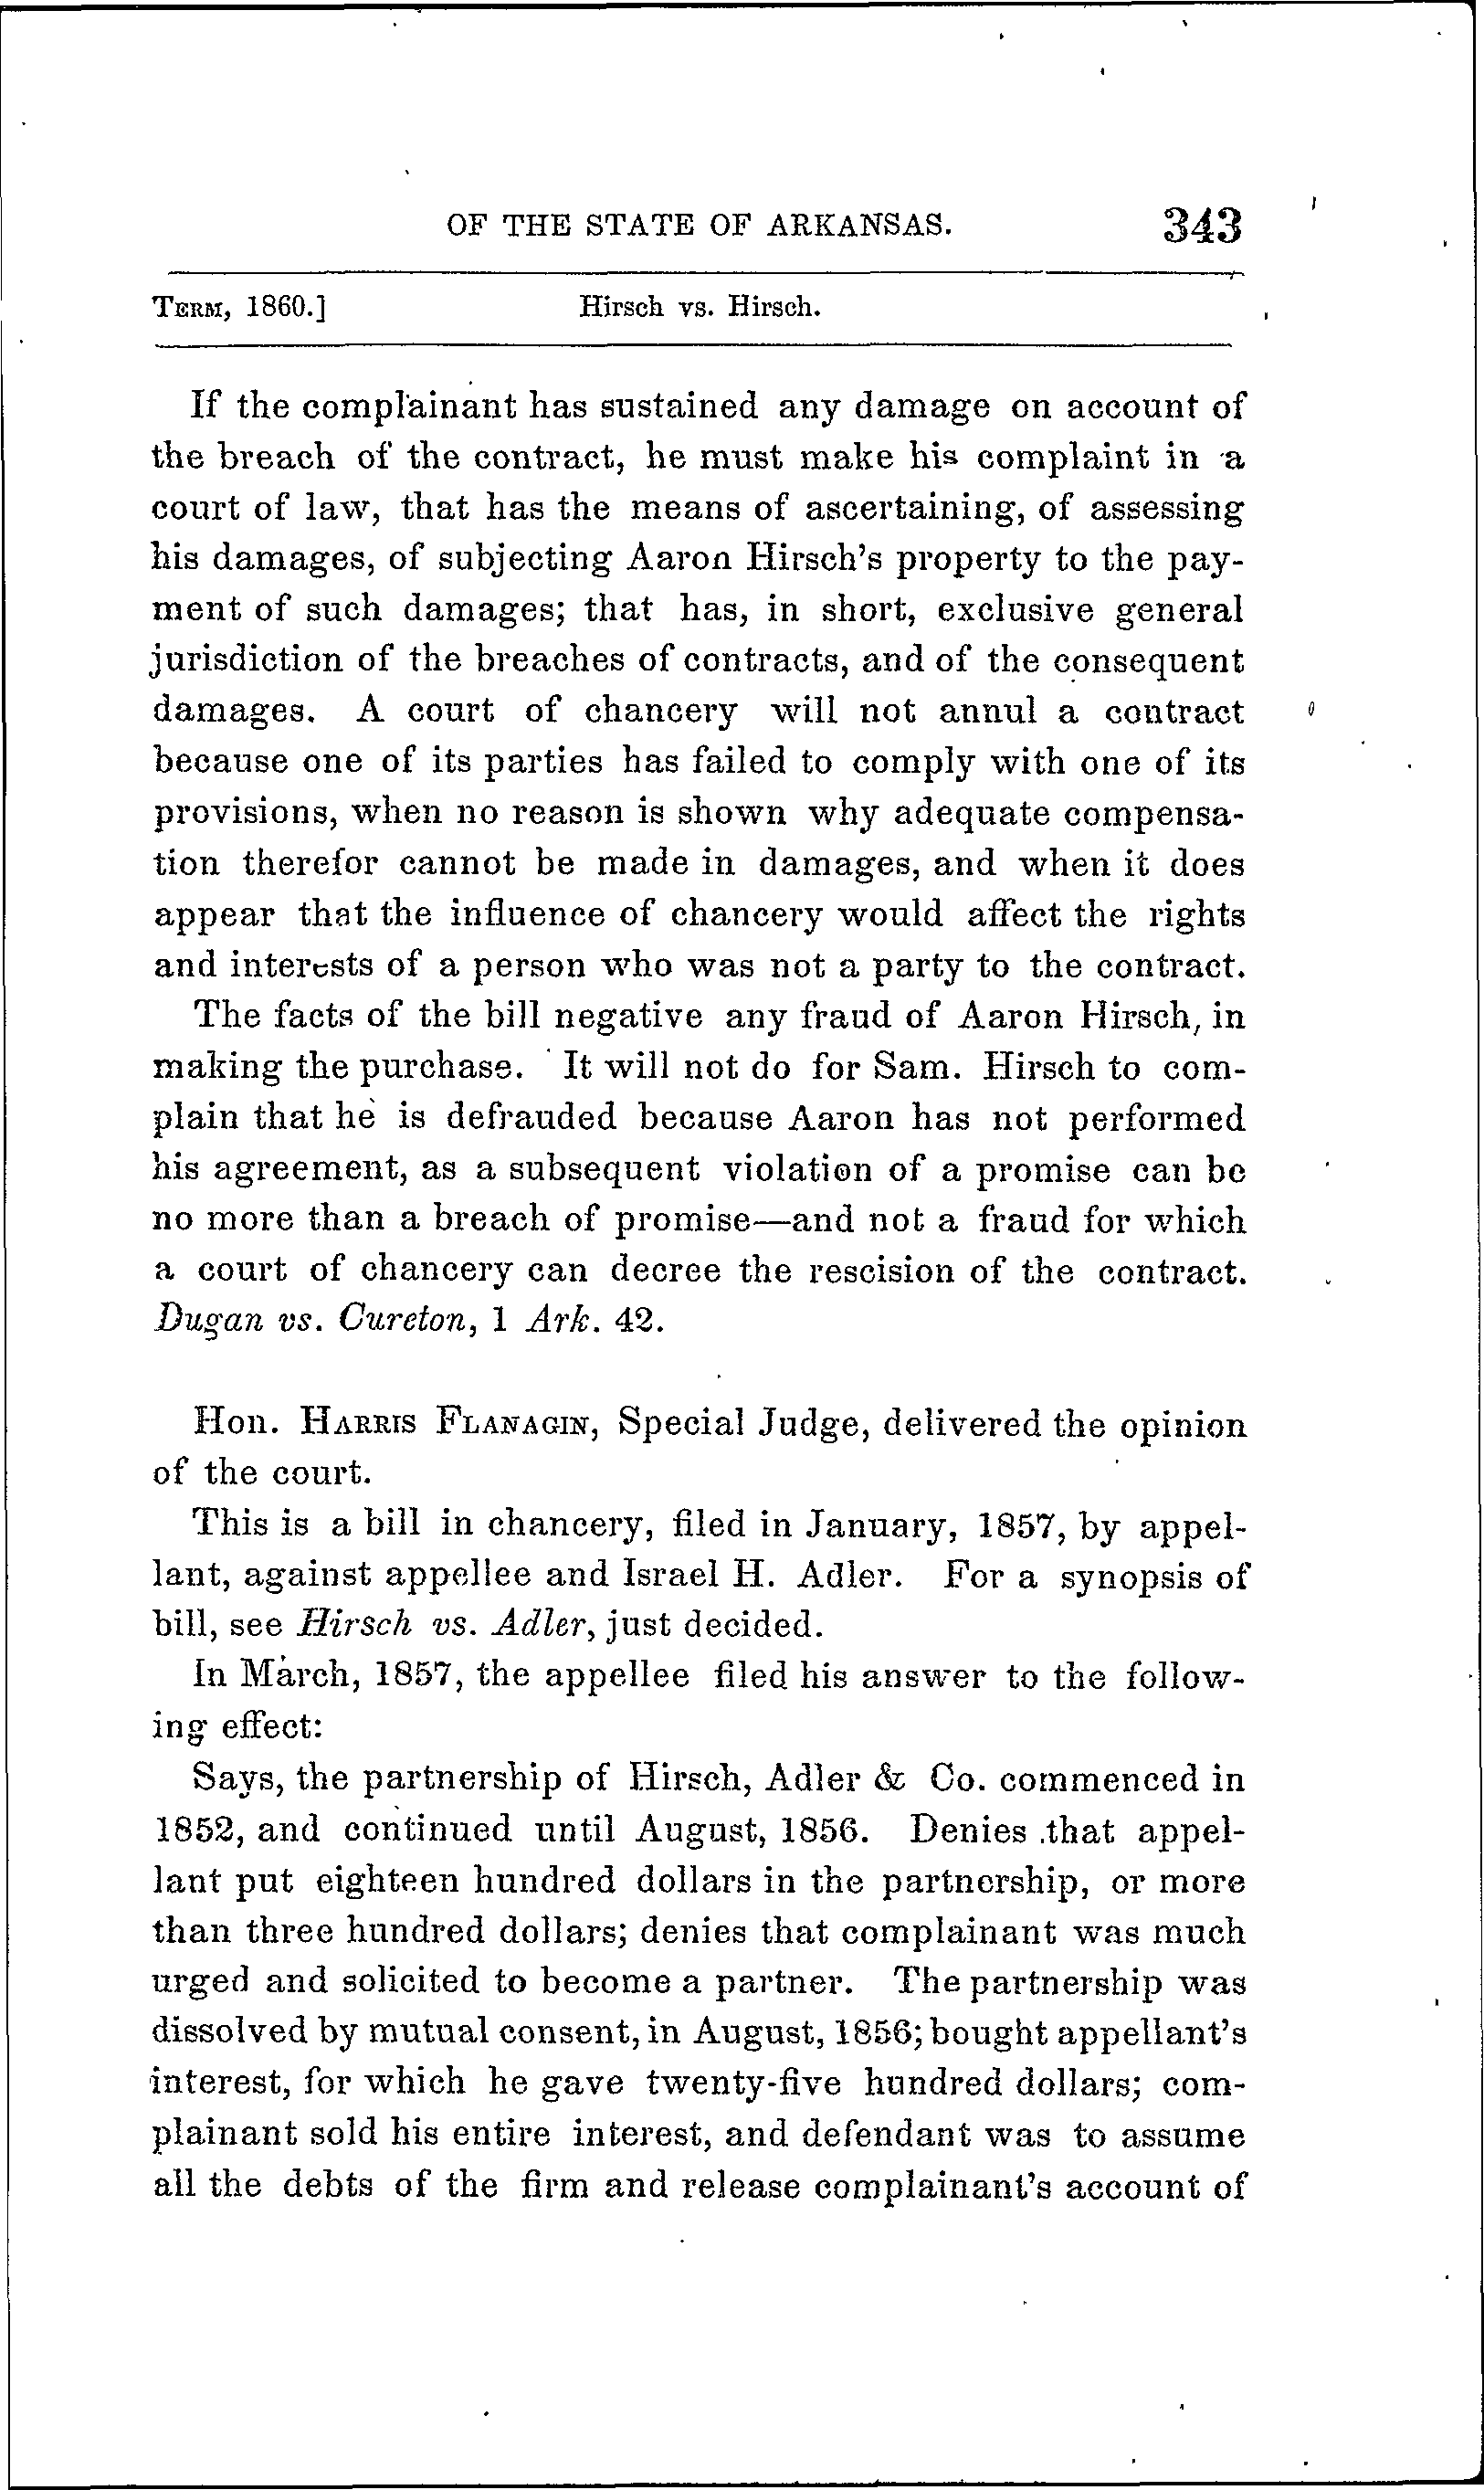 OF THE STATE OF ARKANSAS. 343
TERM, 1860.] Hirsch vs. Hirsch.
If the complainant has sustained any damage on account of
the breach of the contract, he must make his complaint in a
court of law, that has the means of ascertaining, of assessing
his damages, of subjecting Aaron Hirsch's property to the pay-
ment of such damages; that has, in short, exclusive general
jurisdiction of the breaches of contracts, and of the consequent
damages. A court of chancery will not annul a contract
because one of its parties has failed to comply with one of its
provisions, when no reason is shown why adequate compensa-
tion therefor cannot be made in damages, and when it does
appear that the influence of chancery would affect the rights
and interests of a person who was not a party to the contract.
The facts of the bill negative any fraud of Aaron Hirsch, in
making the purchase. It will not do for Sam. Hirsch to com-
plain that he is defrauded because Aaron has not performed
his agreement, as a subsequent violation of a promise can be
no more than a breach of promise—and not a fraud for which
a court of chancery can decree the rescision of the contract.
Dugan vs. Cureton, 1 Ark. 42.
Hon. HARRIS FLANAGIN, Special Judge, delivered the opinion
of the court.
This is a bill in chancery, filed in January, 1857, by appel-
lant, against appellee and Israel H. Adler. For a synopsis of
bill, see Hirsch vs. Adler, just decided.
In March, 1857, the appellee filed his answer to the follow-
ing effect:
Says, the partnership of Hirsch, Adler & Co. commenced in
1852, and continued until August, 1856. Denies that appel-
lant put eighteen hundred dollars in the partnership, or more
than three hundred dollars; denies that complainant was much
urged and solicited to become a partner. The partnership was
dissolved by mutual consent, in August, 1856; bought appellant's
interest, for which he gave twenty-five hundred dollars; com-
plainant sold his entire interest, and defendant was to assume
all the debts of the firm and release complainant's account of